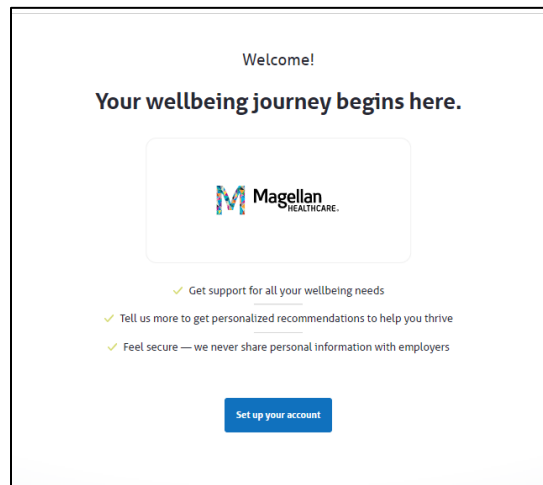 Welcome!
Your wellbeing journey begins here.
Magellan
HEALTHCARE.
Get support for all your wellbeing needs
Tell us more to get personalized recommendations to help you thrive
Feel secure — we never share personal information with employers
Set up your account